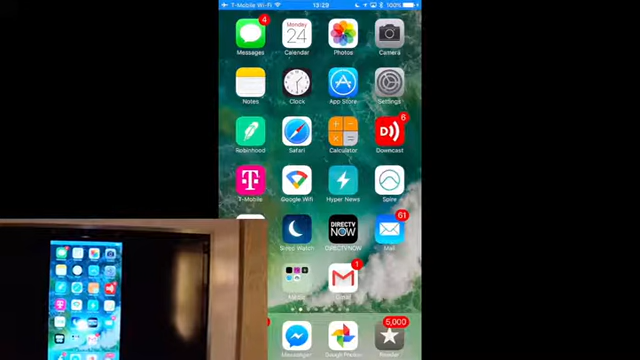 T-Mobile Wi-Fi 13:29 100%
4
Monday
24
Messages Calendar Photos Camera
Notes Clock App Store Settings
6
Robinhood Safari Calculator Downcast
T-Mobile Google Wifi Hyper News Spire
61
DIRECTV
NOW
Sleep Watch DIRECTV NOW Mail
1
Gmail
5,000
Messenger Google Photos Reeder